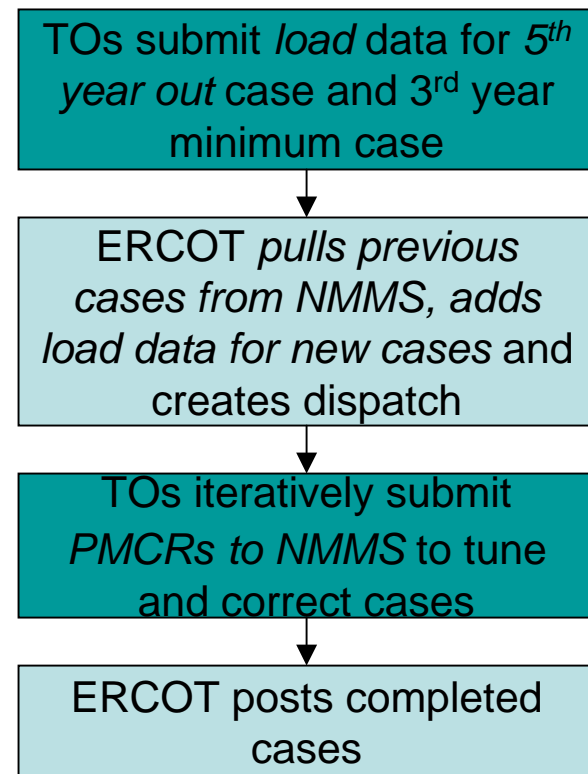 TOs submit load data for 5th
year out case and 3rd year
minimum case
ERCOT pulls previous
cases from NMMS, adds
load data for new cases and
creates dispatch
TOs iteratively submit
PMCRs to NMMS to tune
and correct cases
ERCOT posts completed
cases